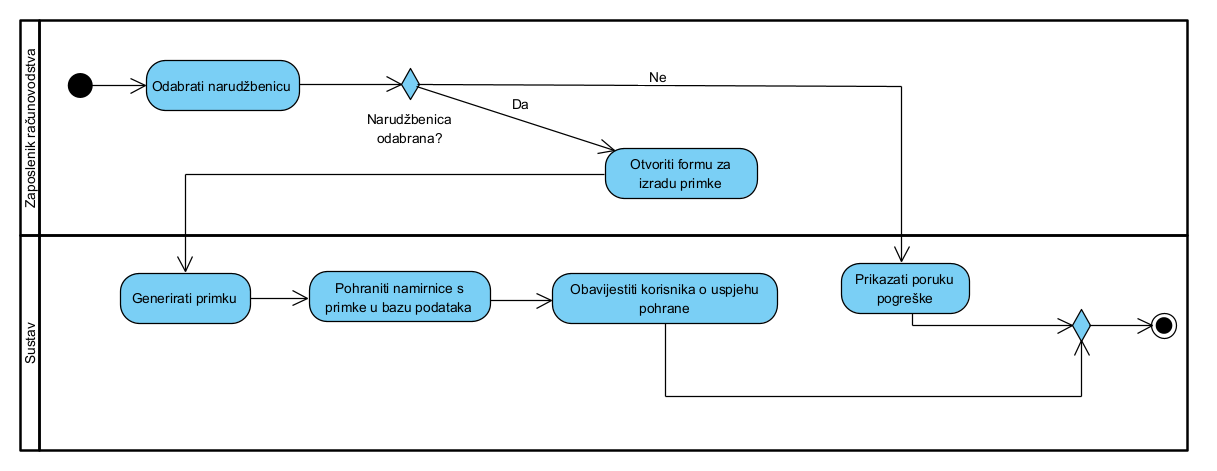 Zaposlenik računovodstva
Odabrati narudžbenicu
Narudžbenica
odabrana?
Ne
Da
Otvoriti formu za
izradu primke
Sustav
Generirati primku
Pohraniti namirnice s
primke u bazu podataka
Obavijestiti korisnika o uspjehu
pohrane
Prikazati poruku
pogreške